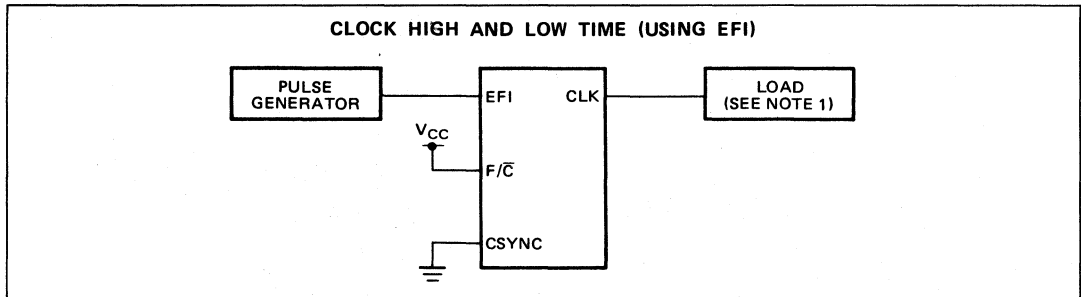 CLOCK HIGH AND LOW TIME (USING EFI)
PULSE
GENERATOR
EFI
CLK
LOAD
(SEE NOTE 1)
VCC
F/C̅
CSYNC